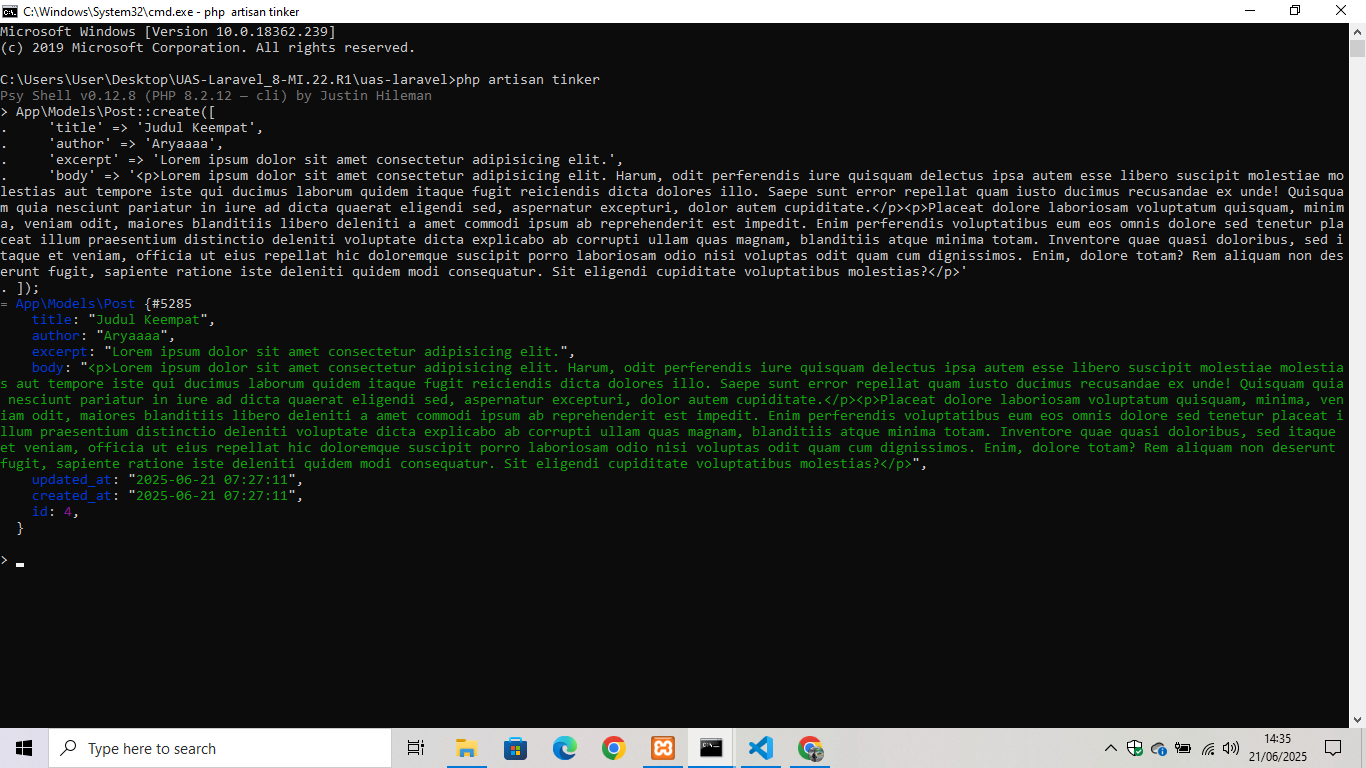 C:\Windows\System32\cmd.exe - php  artisan tinker
Microsoft Windows [Version 10.0.18362.239]
(c) 2019 Microsoft Corporation. All rights reserved.
C:\Users\User\Desktop\UAS-Laravel_8-MI.22.R1\uas-laravel>php artisan tinker
Psy Shell v0.12.8 (PHP 8.2.12 — cli) by Justin Hileman
> App\Models\Post::create([
.     'title' => 'Judul Keempat',
.     'author' => 'Aryaaaa',
.     'excerpt' => 'Lorem ipsum dolor sit amet consectetur adipisicing elit.',
.     'body' => '<p>Lorem ipsum dolor sit amet consectetur adipisicing elit. Harum, odit perferendis iure quisquam delectus ipsa autem esse libero suscipit molestiae mo
lestias aut tempore iste qui ducimus laborum quidem itaque fugit reiciendis dicta dolores illo. Saepe sunt error repellat quam iusto ducimus recusandae ex unde! Quisqua
m quia nesciunt pariatur in iure ad dicta quaerat eligendi sed, aspernatur excepturi, dolor autem cupiditate.</p><p>Placeat dolore laboriosam voluptatum quisquam, minim
a, veniam odit, maiores blanditiis libero deleniti a amet commodi ipsum ab reprehenderit est impedit. Enim perferendis voluptatibus eum eos omnis dolore sed tenetur pla
ceat illum praesentium distinctio deleniti voluptate dicta explicabo ab corrupti ullam quas magnam, blanditiis atque minima totam. Inventore quae quasi doloribus, sed i
taque et veniam, officia ut eius repellat hic doloremque suscipit porro laboriosam odio nisi voluptas odit quam cum dignissimos. Enim, dolore totam? Rem aliquam non des
erunt fugit, sapiente ratione iste deleniti quidem modi consequatur. Sit eligendi cupiditate voluptatibus molestias?</p>'
. ]);
= App\Models\Post {#5285
    title: "Judul Keempat",
    author: "Aryaaaa",
    excerpt: "Lorem ipsum dolor sit amet consectetur adipisicing elit.",
    body: "<p>Lorem ipsum dolor sit amet consectetur adipisicing elit. Harum, odit perferendis iure quisquam delectus ipsa autem esse libero suscipit molestiae molestia
s aut tempore iste qui ducimus laborum quidem itaque fugit reiciendis dicta dolores illo. Saepe sunt error repellat quam iusto ducimus recusandae ex unde! Quisquam quia
 nesciunt pariatur in iure ad dicta quaerat eligendi sed, aspernatur excepturi, dolor autem cupiditate.</p><p>Placeat dolore laboriosam voluptatum quisquam, minima, ven
iam odit, maiores blanditiis libero deleniti a amet commodi ipsum ab reprehenderit est impedit. Enim perferendis voluptatibus eum eos omnis dolore sed tenetur placeat i
llum praesentium distinctio deleniti voluptate dicta explicabo ab corrupti ullam quas magnam, blanditiis atque minima totam. Inventore quae quasi doloribus, sed itaque
et veniam, officia ut eius repellat hic doloremque suscipit porro laboriosam odio nisi voluptas odit quam cum dignissimos. Enim, dolore totam? Rem aliquam non deserunt
fugit, sapiente ratione iste deleniti quidem modi consequatur. Sit eligendi cupiditate voluptatibus molestias?</p>",
    updated_at: "2025-06-21 07:27:11",
    created_at: "2025-06-21 07:27:11",
    id: 4,
  }
>
Type here to search
14:35
21/06/2025